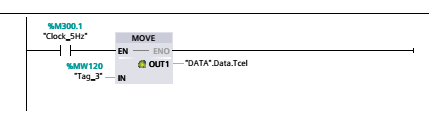 %M300.1
"Clock_5Hz"
MOVE
EN ENO
%MW120
OUT1 "DATA".Data.Tcel
"Tag_3" IN